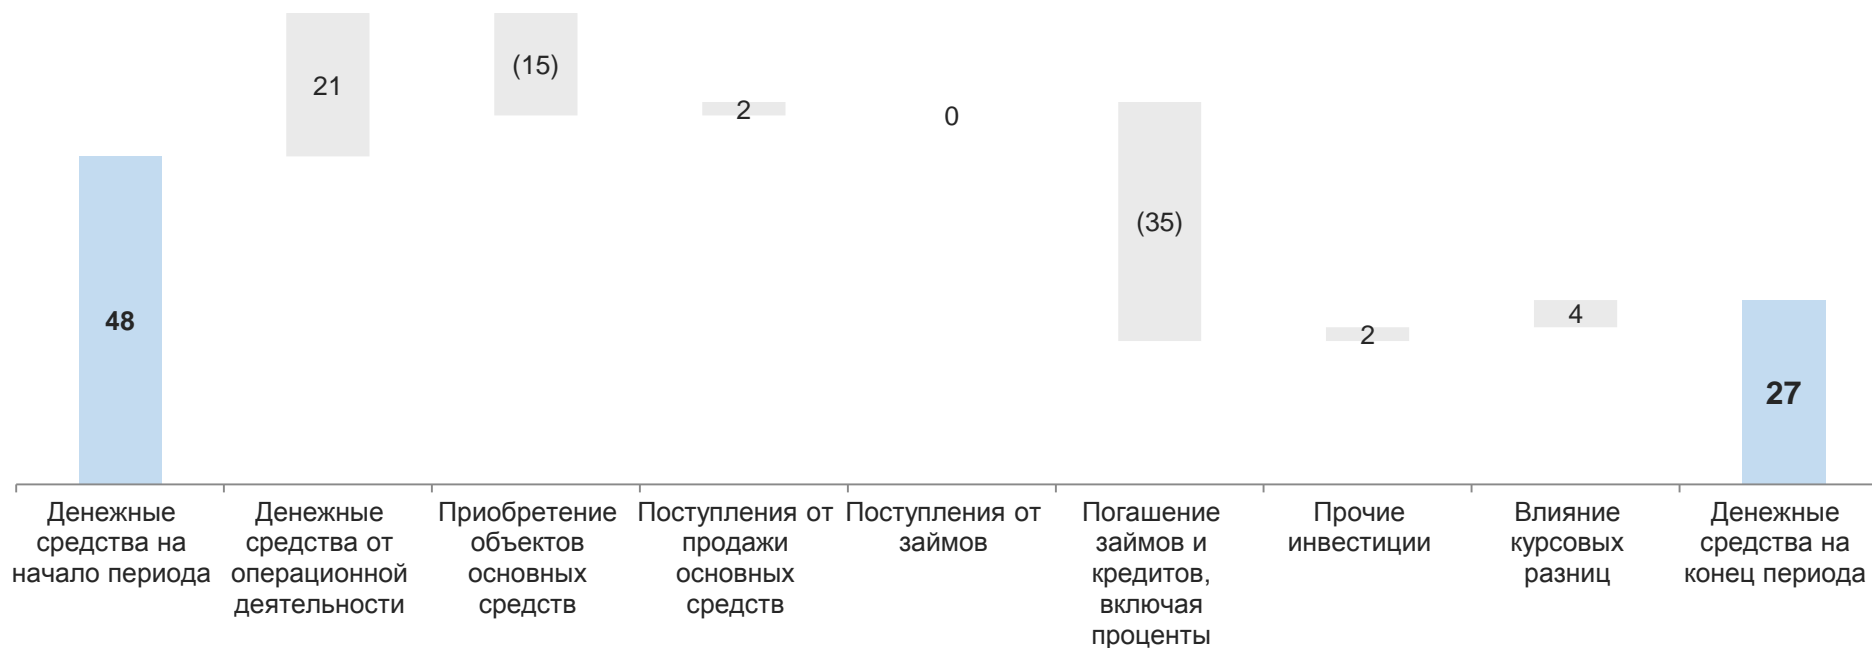 21
(15)
2
0
(35)
48
2
4
27
Денежные
средства на
начало периода
Денежные
средства от
операционной
деятельности
Приобретение
объектов
основных
средств
Поступления от
продажи
основных
средств
Поступления от
займов
Погашение
займов и
кредитов,
включая
проценты
Прочие
инвестиции
Влияние
курсовых
разниц
Денежные
средства на
конец периода